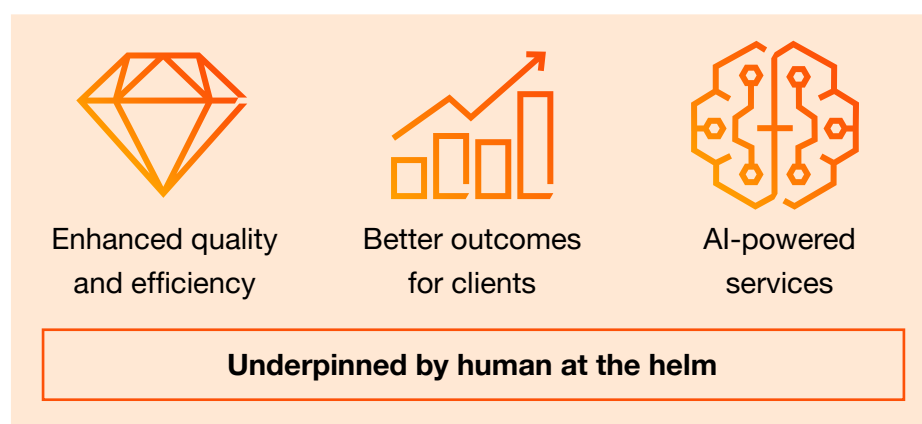 Enhanced quality
and efficiency
Better outcomes
for clients
AI-powered
services
Underpinned by human at the helm